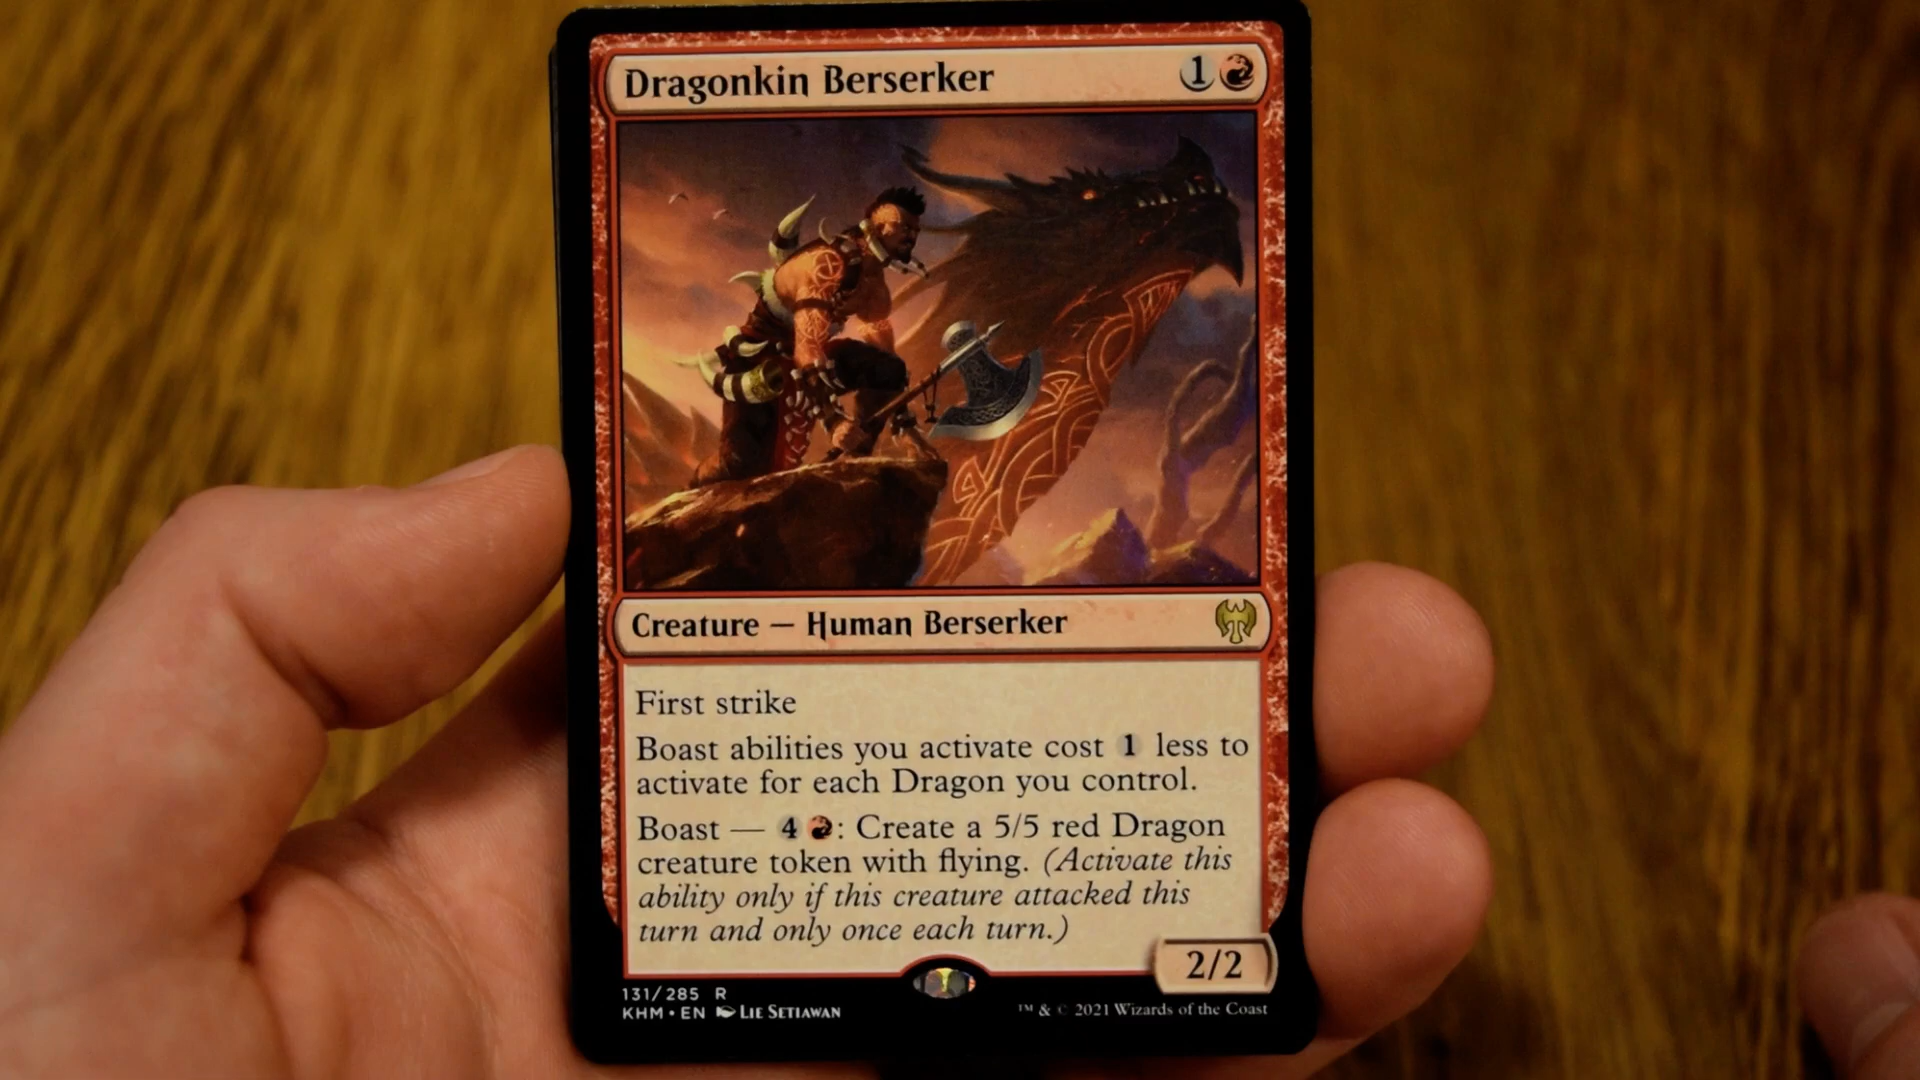 Dragonkin Berserker 1
Creature — Human Berserker
First strike
Boast abilities you activate cost 1 less to
activate for each Dragon you control.
Boast — 4 : Create a 5/5 red Dragon
creature token with flying. (Activate this
ability only if this creature attacked this
turn and only once each turn.)
2/2
131/285 R
KHM • EN LIE SETIAWAN
™ & © 2021 Wizards of the Coast